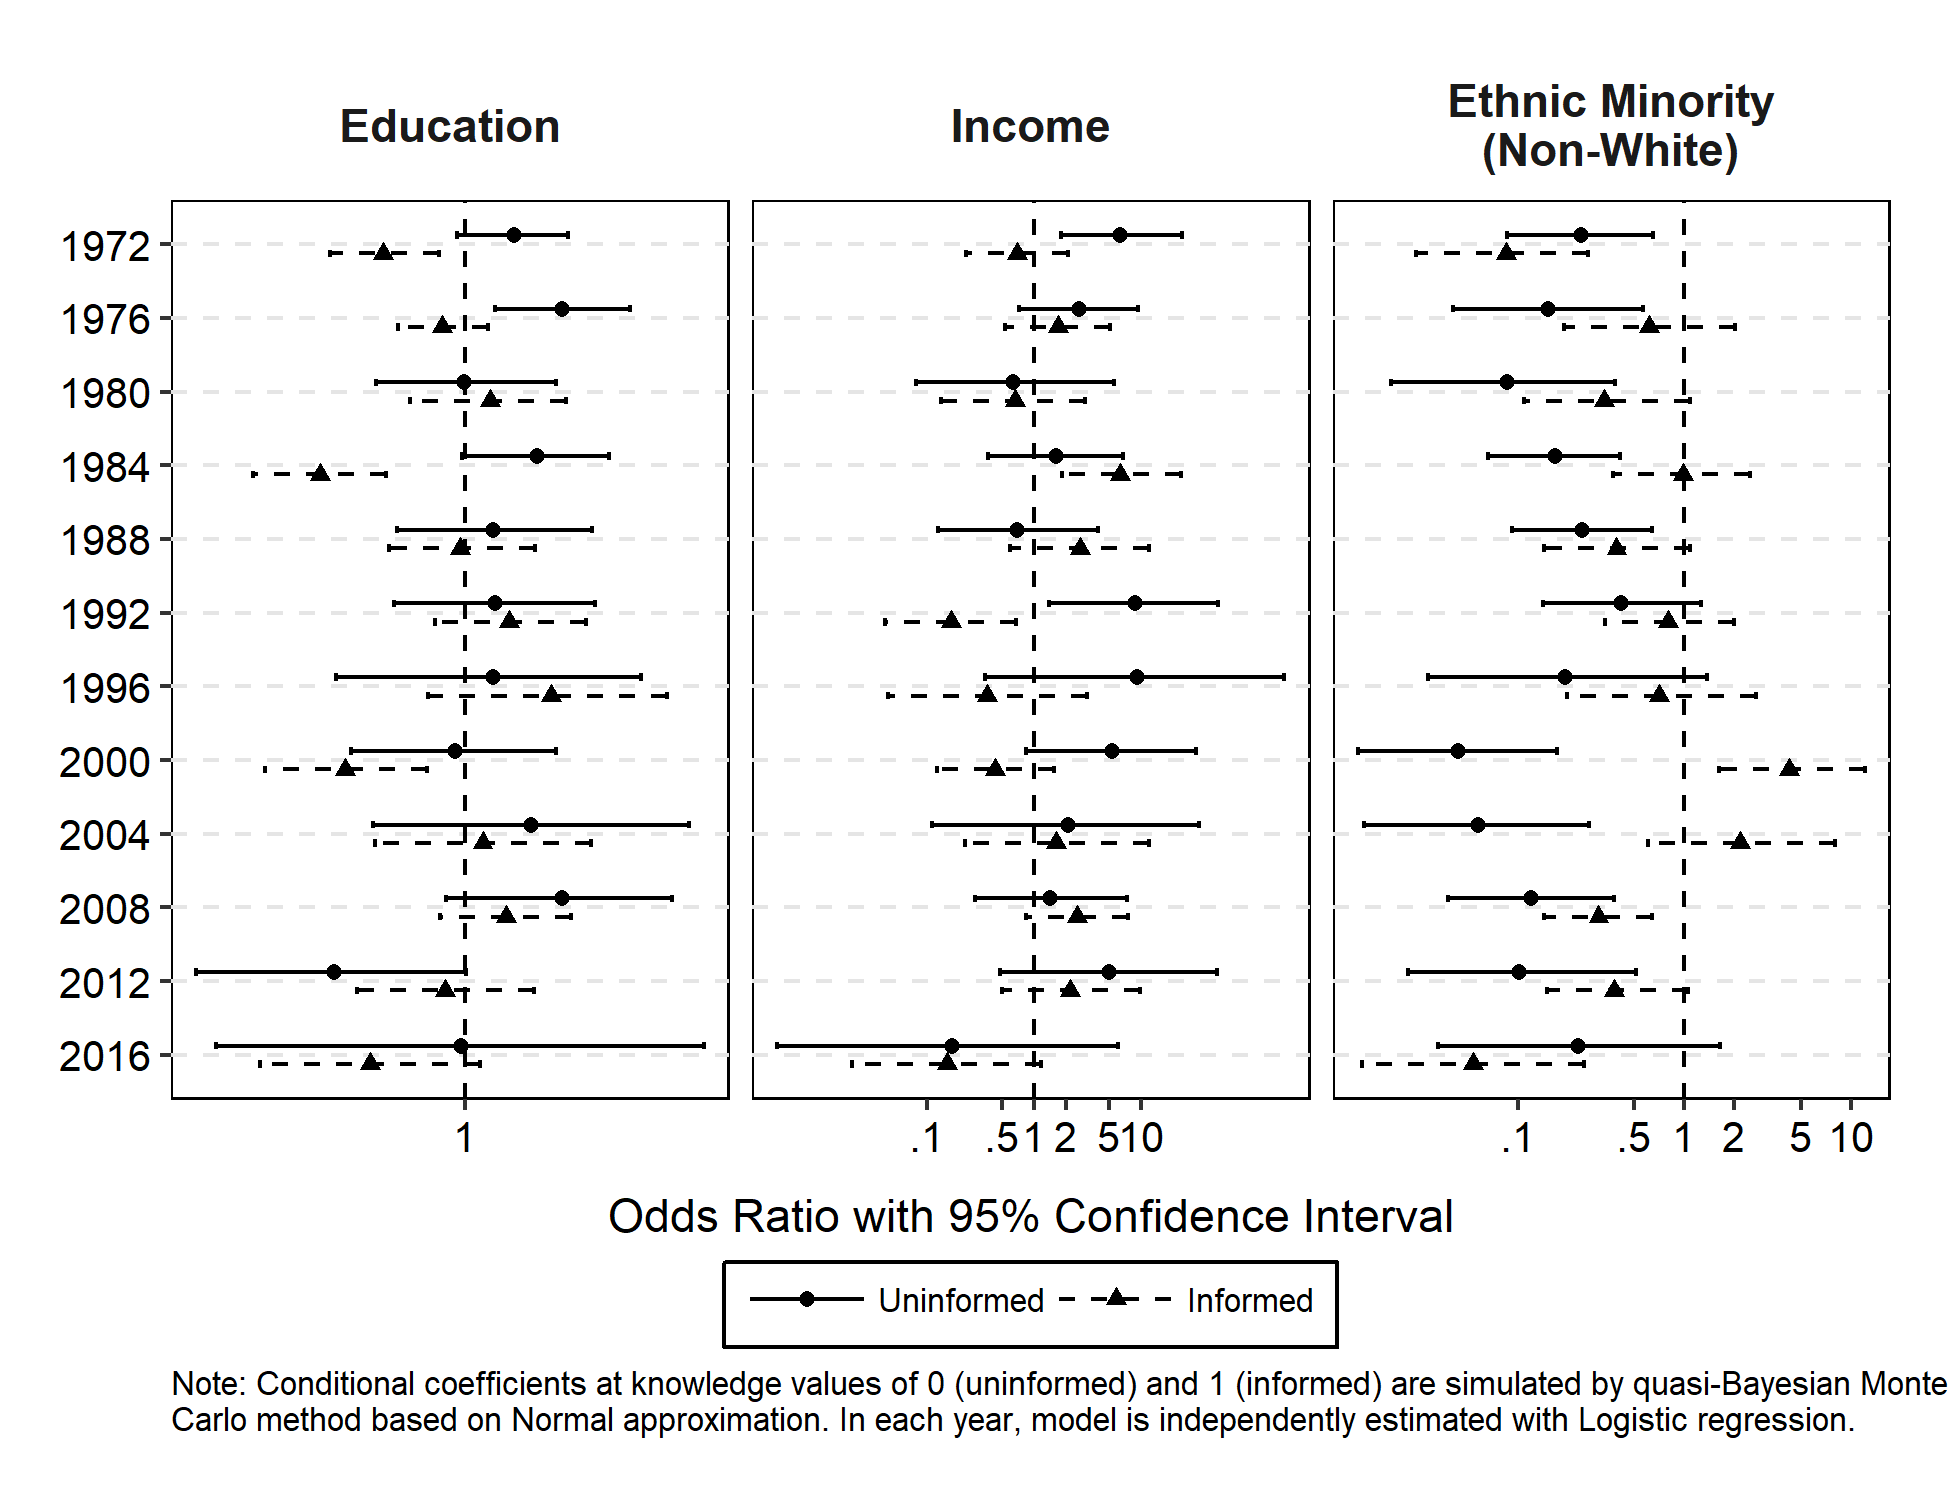 Education
Income
Ethnic Minority
(Non-White)
1972
1976
1980
1984
1988
1992
1996
2000
2004
2008
2012
2016
1
.1 .5 1 2 5 10
.1 .5 1 2 5 10
Odds Ratio with 95% Confidence Interval
Uninformed Informed
Note: Conditional coefficients at knowledge values of 0 (uninformed) and 1 (informed) are simulated by quasi-Bayesian Monte
Carlo method based on Normal approximation. In each year, model is independently estimated with Logistic regression.